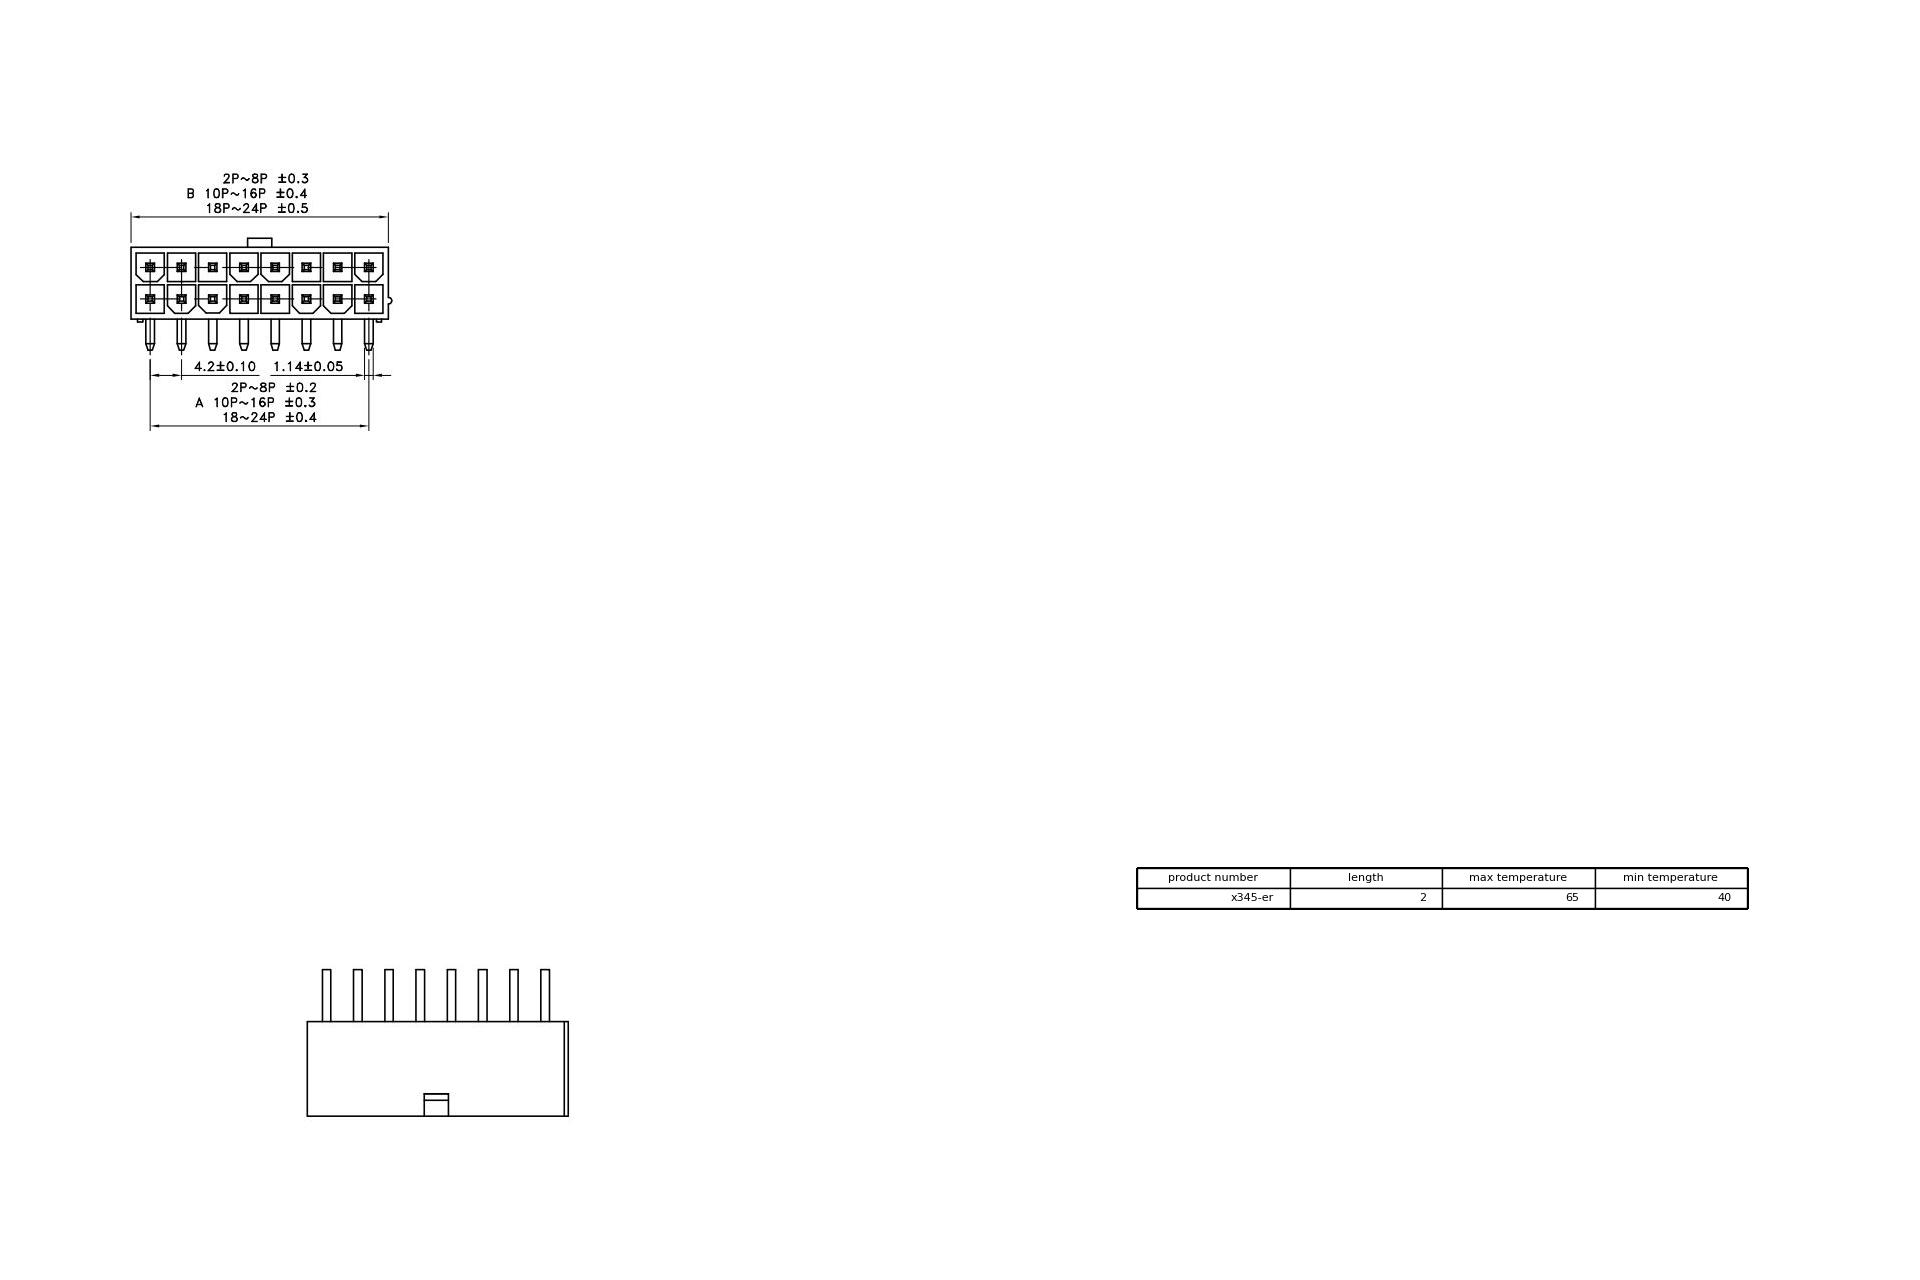 2P~8P ±0.3
B 10P~16P ±0.4
18P~24P ±0.5
4.2±0.10 1.14±0.05
2P~8P ±0.2
A 10P~16P ±0.3
18~24P ±0.4
product number length max temperature min temperature
x345-er 2 65 40